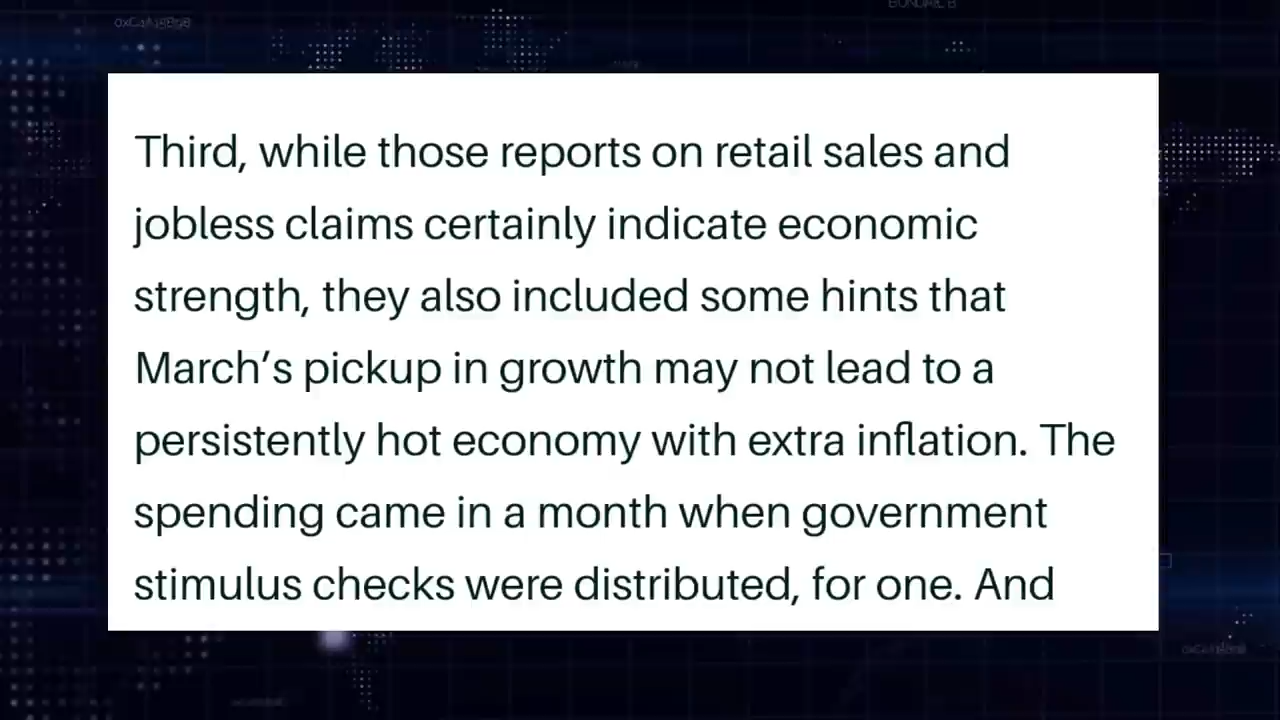 Third, while those reports on retail sales and
jobless claims certainly indicate economic
strength, they also included some hints that
March’s pickup in growth may not lead to a
persistently hot economy with extra inflation. The
spending came in a month when government
stimulus checks were distributed, for one. And